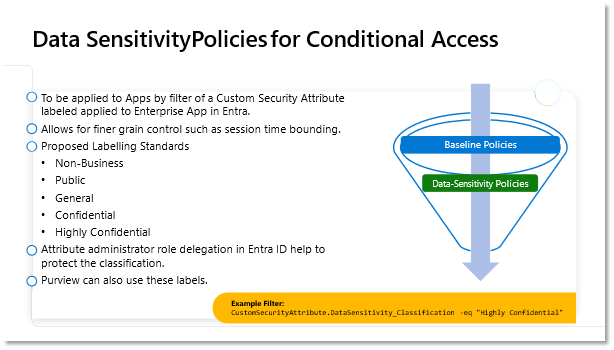 Data SensitivityPolicies for Conditional Access
To be applied to Apps by filter of a Custom Security Attribute
labeled applied to Enterprise App in Entra.
Allows for finer grain control such as session time bounding.
Proposed Labelling Standards
• Non-Business
• Public
• General
• Confidential
• Highly Confidential
Attribute administrator role delegation in Entra ID help to
protect the classification.
Purview can also use these labels.
Baseline Policies
Data-Sensitivity Policies
Example Filter:
CustomSecurityAttribute.DataSensitivity_Classification -eq "Highly Confidential"